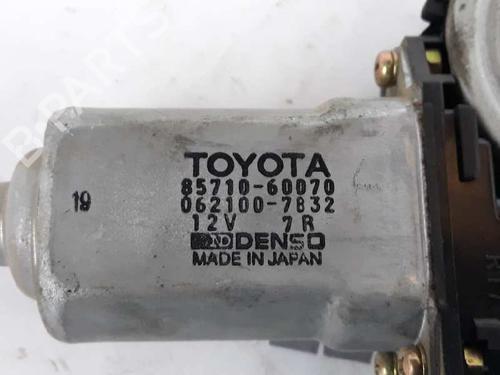 TOYOTA
85710-60070
062100-7832
12V 7R
DENSO
MADE IN JAPAN
19
B-PARTS